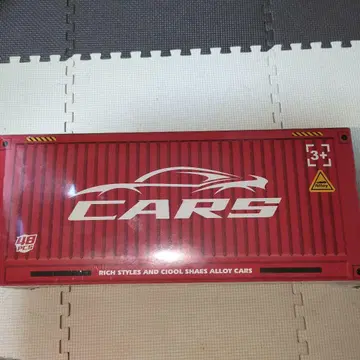 3+
CARS
48
PCS
RICH STYLES AND CIOOL SHAES ALLOY CARS